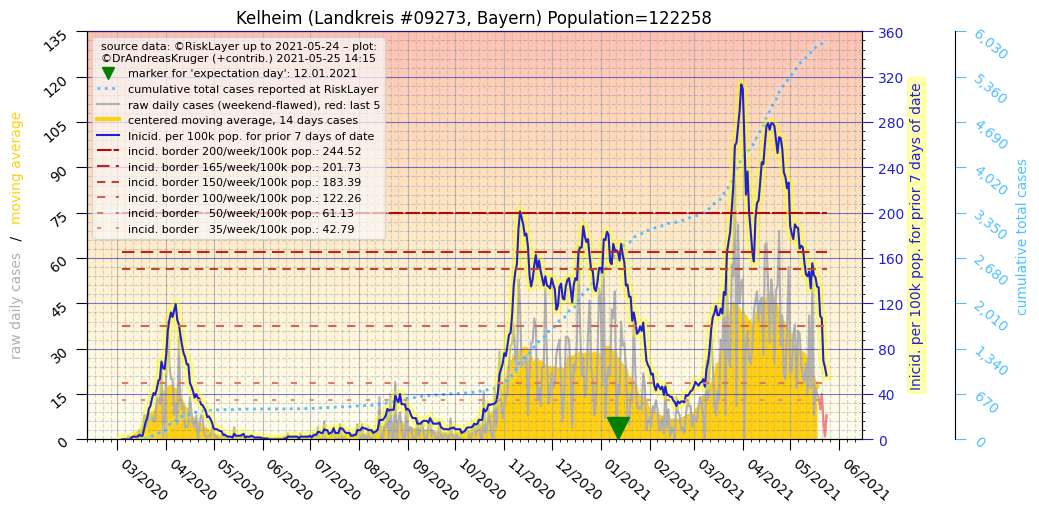 Kelheim (Landkreis #09273, Bayern) Population=122258
source data: ©RiskLayer up to 2021-05-24 – plot:
©DrAndreasKruger (+contrib.) 2021-05-25 14:15
marker for 'expectation day': 12.01.2021
cumulative total cases reported at RiskLayer
raw daily cases (weekend-flawed), red: last 5
centered moving average, 14 days cases
Inicid. per 100k pop. for prior 7 days of date
incid. border 200/week/100k pop.: 244.52
incid. border 165/week/100k pop.: 201.73
incid. border 150/week/100k pop.: 183.39
incid. border 100/week/100k pop.: 122.26
incid. border 50/week/100k pop.: 61.13
incid. border 35/week/100k pop.: 42.79
raw daily cases / moving average
135
120
105
90
75
60
45
30
15
0
03/2020
04/2020
05/2020
06/2020
07/2020
08/2020
09/2020
10/2020
11/2020
12/2020
01/2021
02/2021
03/2021
04/2021
05/2021
06/2021
360
320
280
240
200
160
120
80
40
0
Inicid. per 100k pop. for prior 7 days of date
6,030
5,360
4,690
4,020
3,350
2,680
2,010
1,340
670
0
cumulative total cases